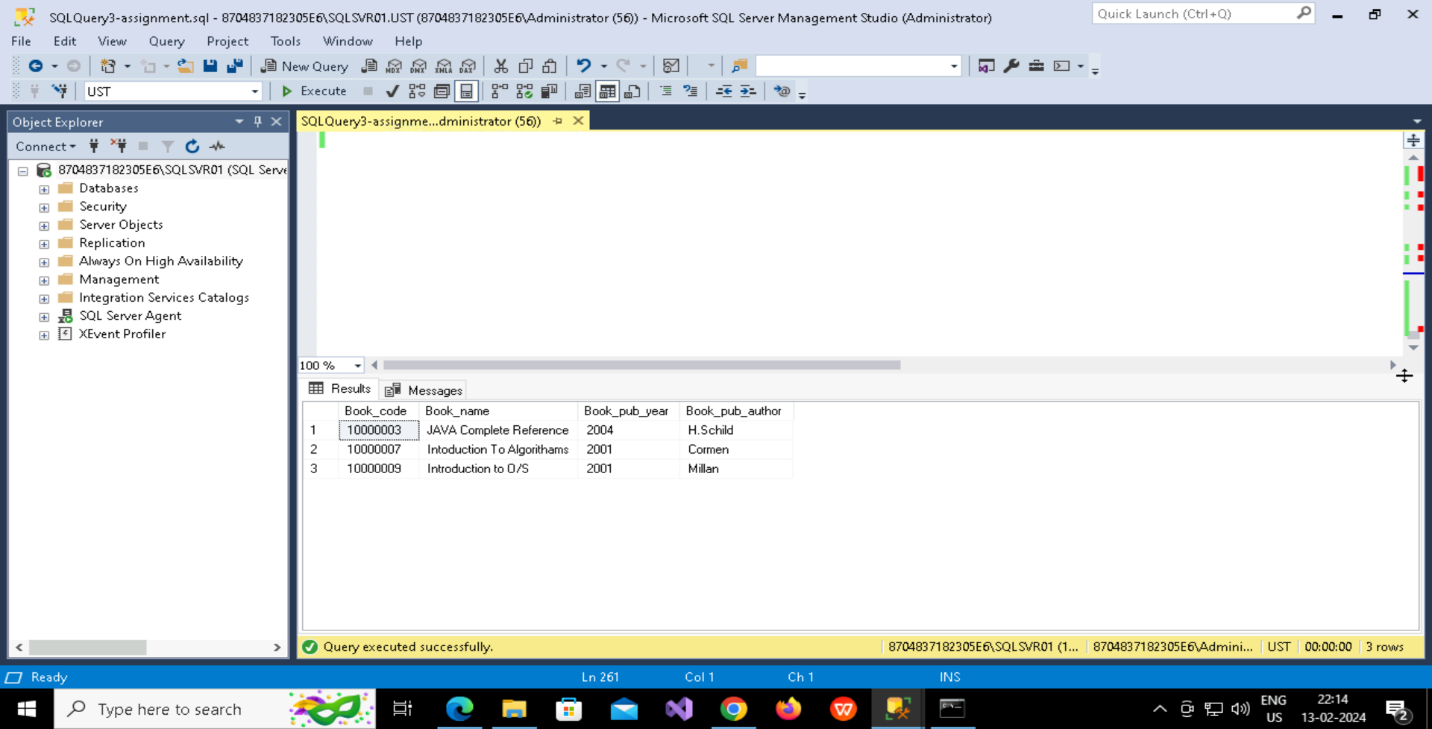 SQLQuery3-assignment.sql - 8704837182305E6\SQLSVR01.UST (8704837182305E6\Administrator (56)) - Microsoft SQL Server Management Studio (Administrator)
Quick Launch (Ctrl+Q)
File Edit View Query Project Tools Window Help
New Query
UST Execute
Object Explorer
SQLQuery3-assignme...dministrator (56))
Connect
8704837182305E6\SQLSVR01 (SQL Serve
Databases
Security
Server Objects
Replication
Always On High Availability
Management
Integration Services Catalogs
SQL Server Agent
XEvent Profiler
100 %
Results Messages
Book_code Book_name Book_pub_year Book_pub_author
1 10000003 JAVA Complete Reference 2004 H.Schild
2 10000007 Intoduction To Algorithams 2001 Cormen
3 10000009 Introduction to O/S 2001 Millan
Query executed successfully. 8704837182305E6\SQLSVR01 (1... 8704837182305E6\Admini... UST 00:00:00 3 rows
Ready Ln 261 Col 1 Ch 1 INS
Type here to search
ENG
US
22:14
13-02-2024
2